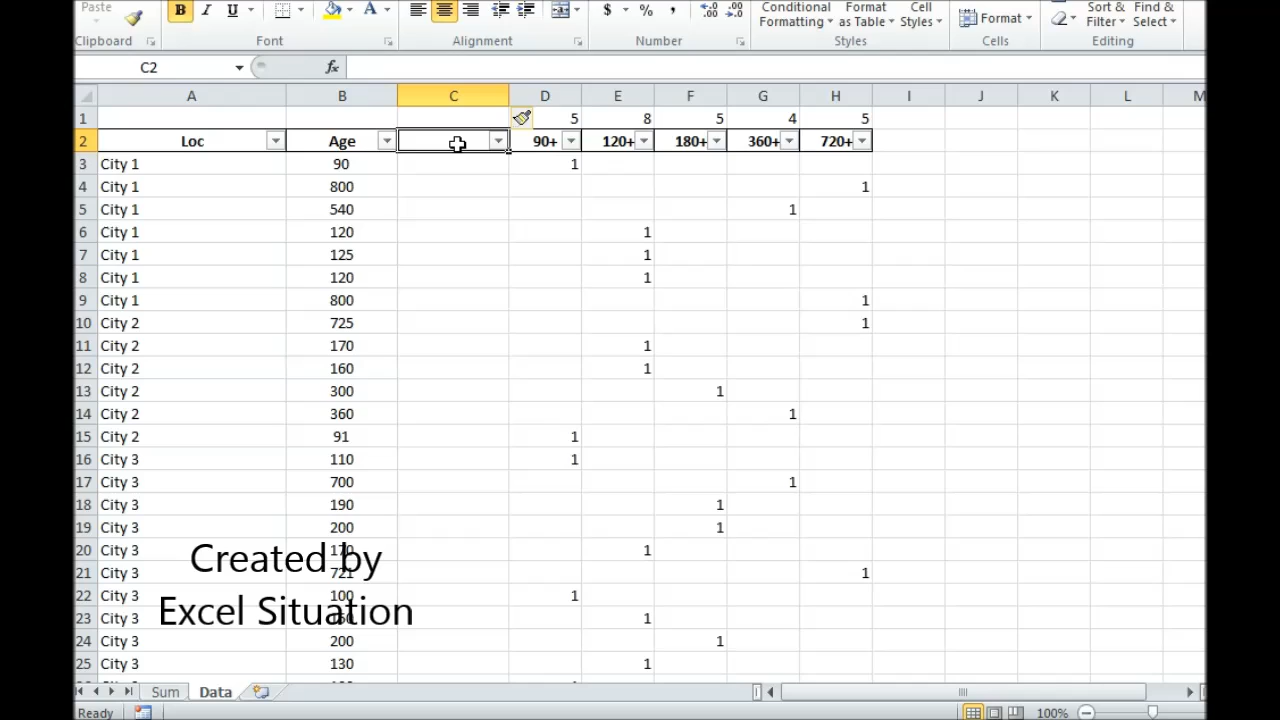 Paste B I U A $ % , .00 .0 Conditional Format Cell Format Sort & Find &
Formatting as Table Styles Filter Select
Clipboard Font Alignment Number Styles Cells Editing
C2 fx
A B C D E F G H I J K L M
1 5 8 5 4 5
2 Loc Age 90+ 120+ 180+ 360+ 720+
3 City 1 90 1
4 City 1 800 1
5 City 1 540 1
6 City 1 120 1
7 City 1 125 1
8 City 1 120 1
9 City 1 800 1
10 City 2 725 1
11 City 2 170 1
12 City 2 160 1
13 City 2 300 1
14 City 2 360 1
15 City 2 91 1
16 City 3 110 1
17 City 3 700 1
18 City 3 190 1
19 City 3 200 1
20 City 3 170 1
21 City 3 721 1
22 City 3 100 1
23 City 3 1
24 City 3 200 1
25 City 3 130 1
Created by
Excel Situation
Sum Data
Ready 100%